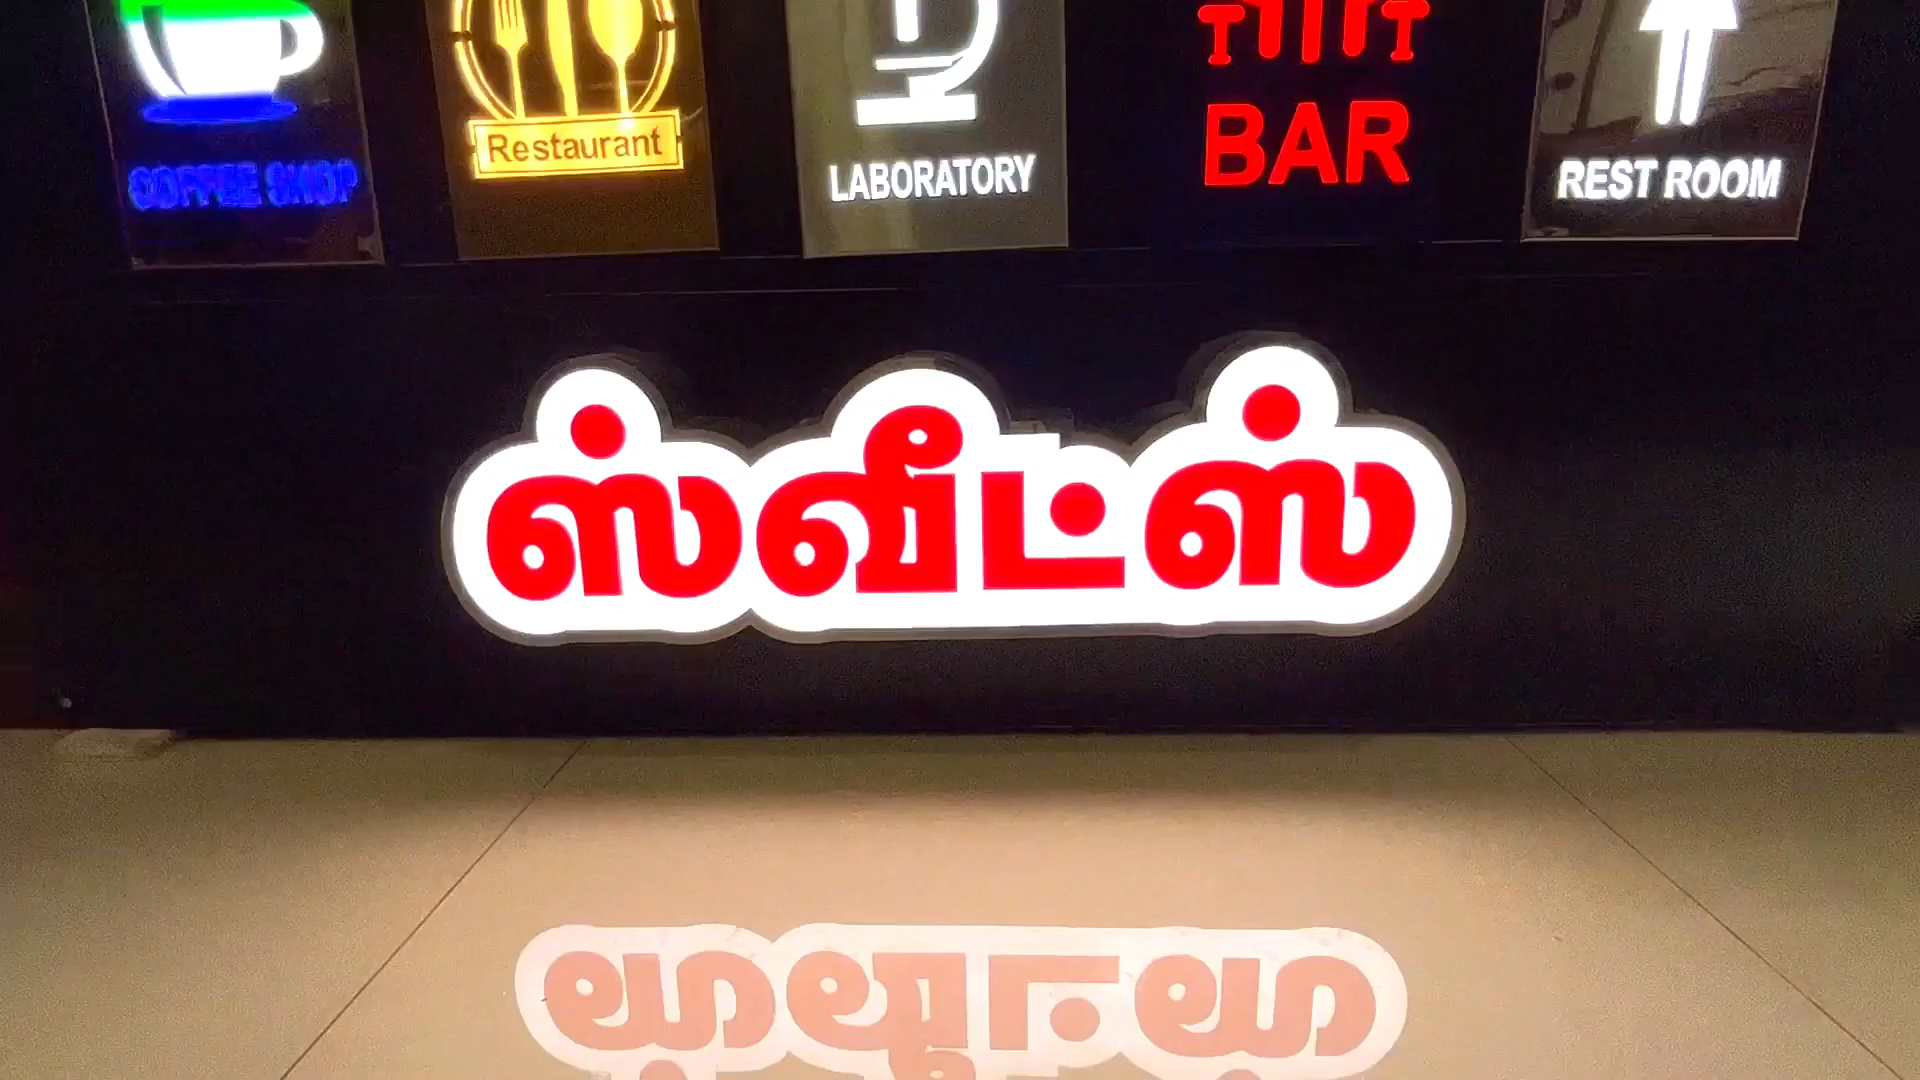 COFFEE SHOP
Restaurant
LABORATORY
BAR
REST ROOM
ஸ்வீட்ஸ்